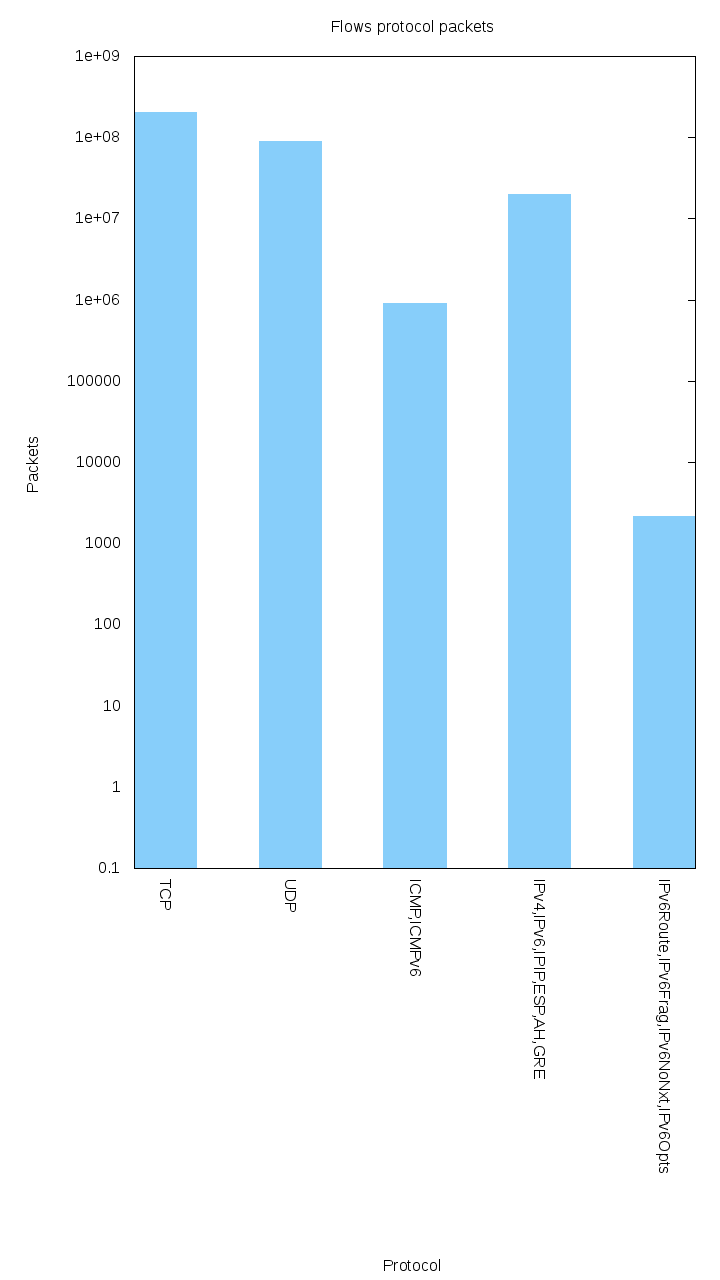 Flows protocol packets
1e+09
1e+08
1e+07
1e+06
100000
10000
1000
100
10
1
0.1
Packets
TCP
UDP
ICMP,ICMPv6
IPv4,IPv6,IPIP,ESP,AH,GRE
IPv6Route,IPv6Frag,IPv6NoNxt,IPv6Opts
Protocol